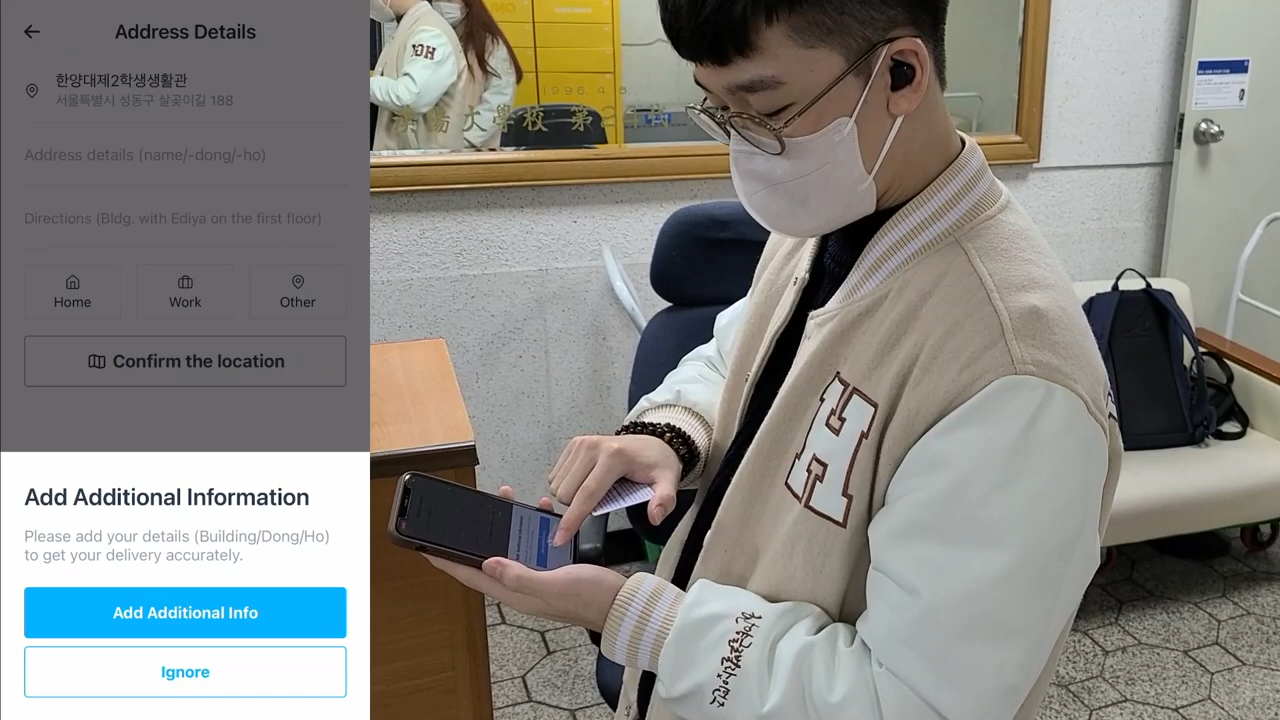 Address Details
한양대제2학생생활관
서울특별시 성동구 살곶이길 188
Address details (name/-dong/-ho)
Directions (Bldg. with Ediya on the first floor)
Home
Work
Other
Confirm the location
Add Additional Information
Please add your details (Building/Dong/Ho)
to get your delivery accurately.
Add Additional Info
Ignore
1996. 4
陽大學校 第2
H